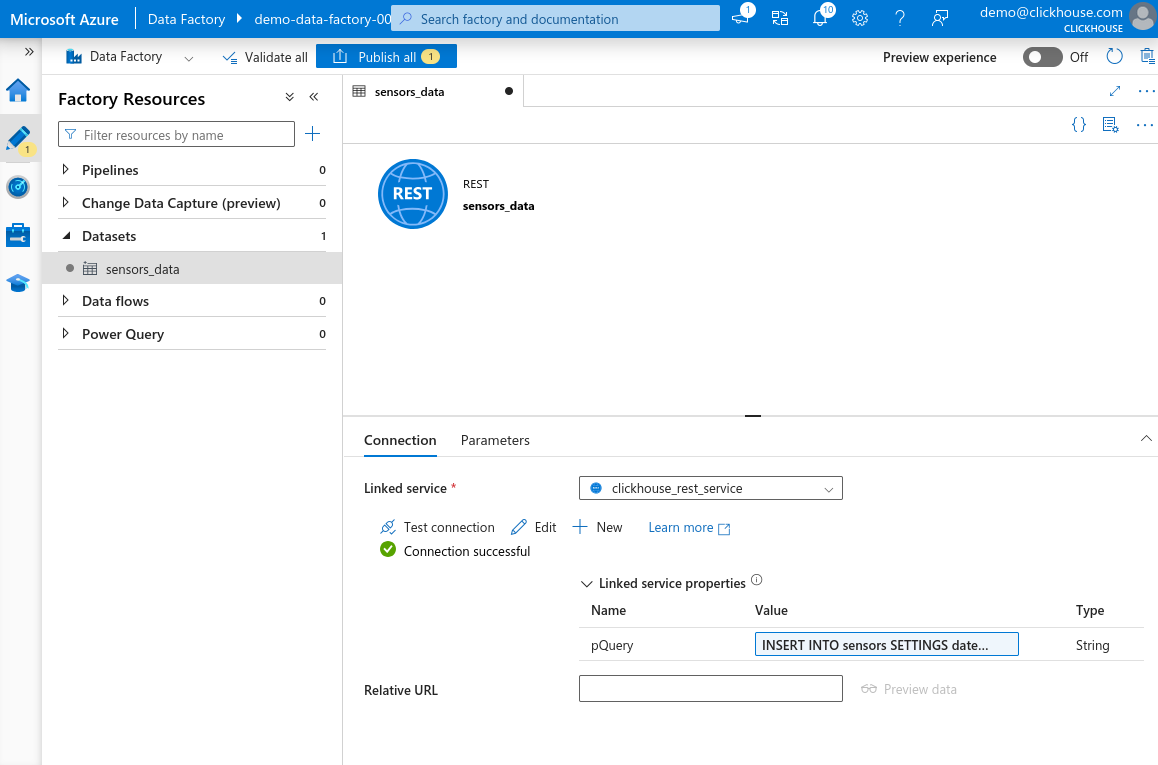 Microsoft Azure
Data Factory
demo-data-factory-00
Search factory and documentation
1
10
demo@clickhouse.com
CLICKHOUSE
Data Factory
Validate all
Publish all 1
Preview experience
Off
Factory Resources
Filter resources by name
1
Pipelines 0
Change Data Capture (preview) 0
Datasets 1
sensors_data
Data flows 0
Power Query 0
sensors_data
{}
REST
REST
sensors_data
Connection
Parameters
Linked service *
clickhouse_rest_service
Test connection
Edit
New
Learn more
Connection successful
Linked service properties
Name Value Type
pQuery INSERT INTO sensors SETTINGS date... String
Relative URL
Preview data